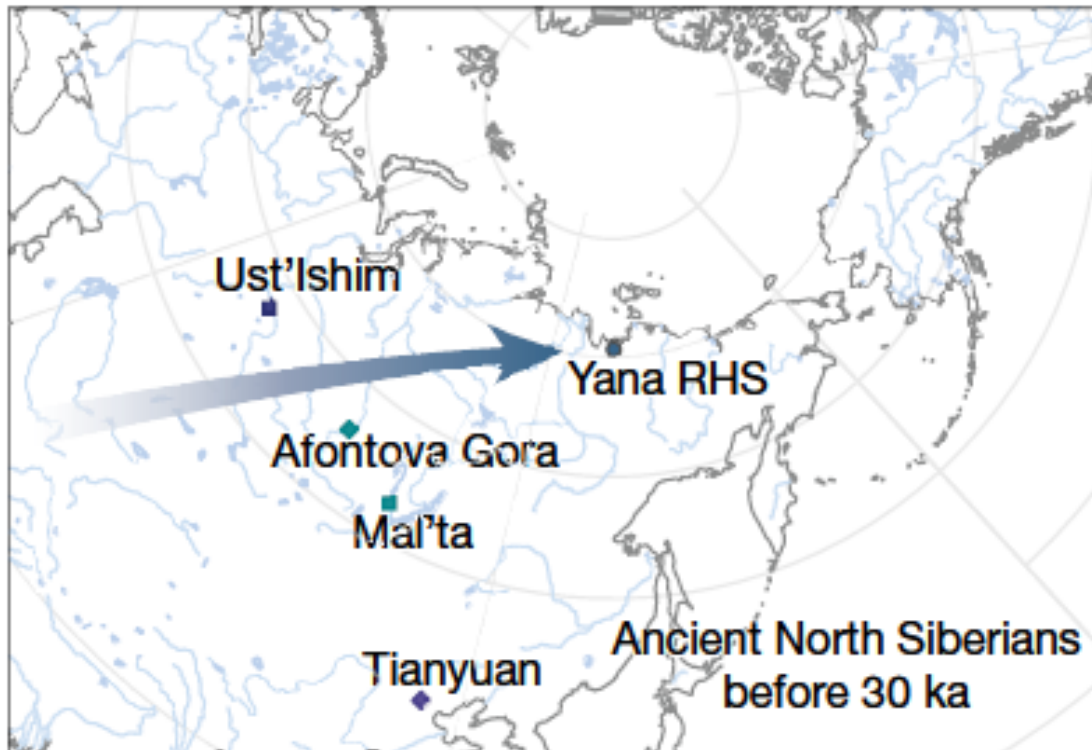 Ust'Ishim
Yana RHS
Afontova Gora
Mal'ta
Tianyuan
Ancient North Siberians
before 30 ka